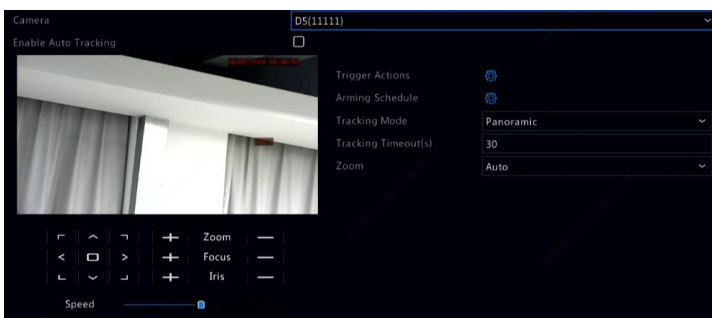 Camera
D5(11111)
Enable Auto Tracking
Trigger Actions
Arming Schedule
Tracking Mode
Panoramic
Tracking Timeout(s)
30
Zoom
Auto
Zoom
Focus
Iris
Speed